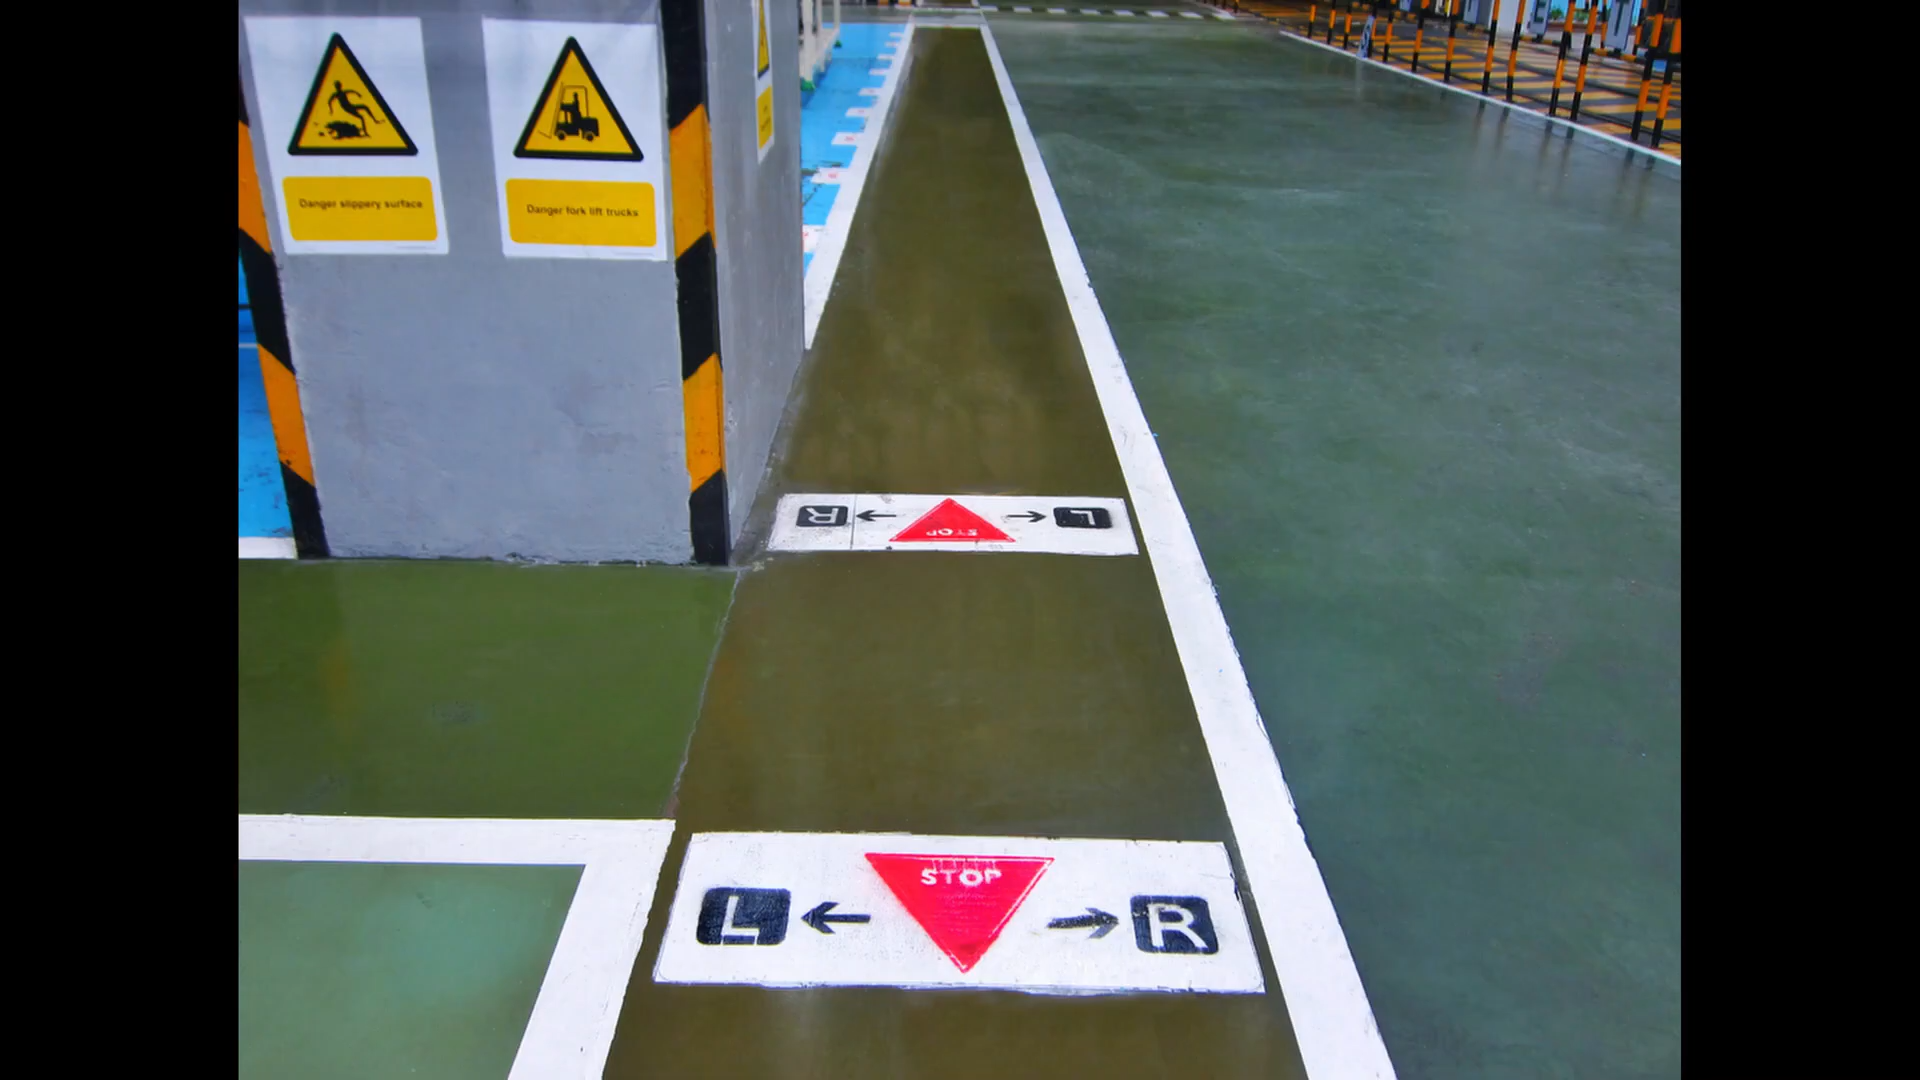 Danger slippery surface
Danger fork lift trucks
R STOP L
STOP
L R